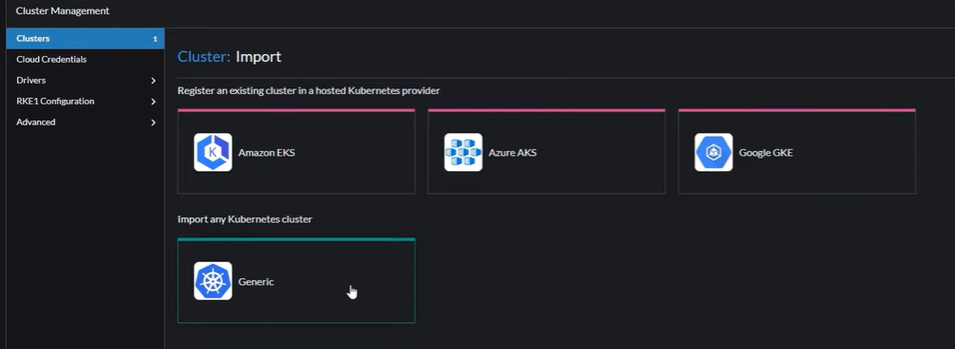 Cluster Management
Clusters 1
Cloud Credentials
Drivers
RKE1 Configuration
Advanced
Cluster: Import
Register an existing cluster in a hosted Kubernetes provider
Amazon EKS
Azure AKS
Google GKE
Import any Kubernetes cluster
Generic